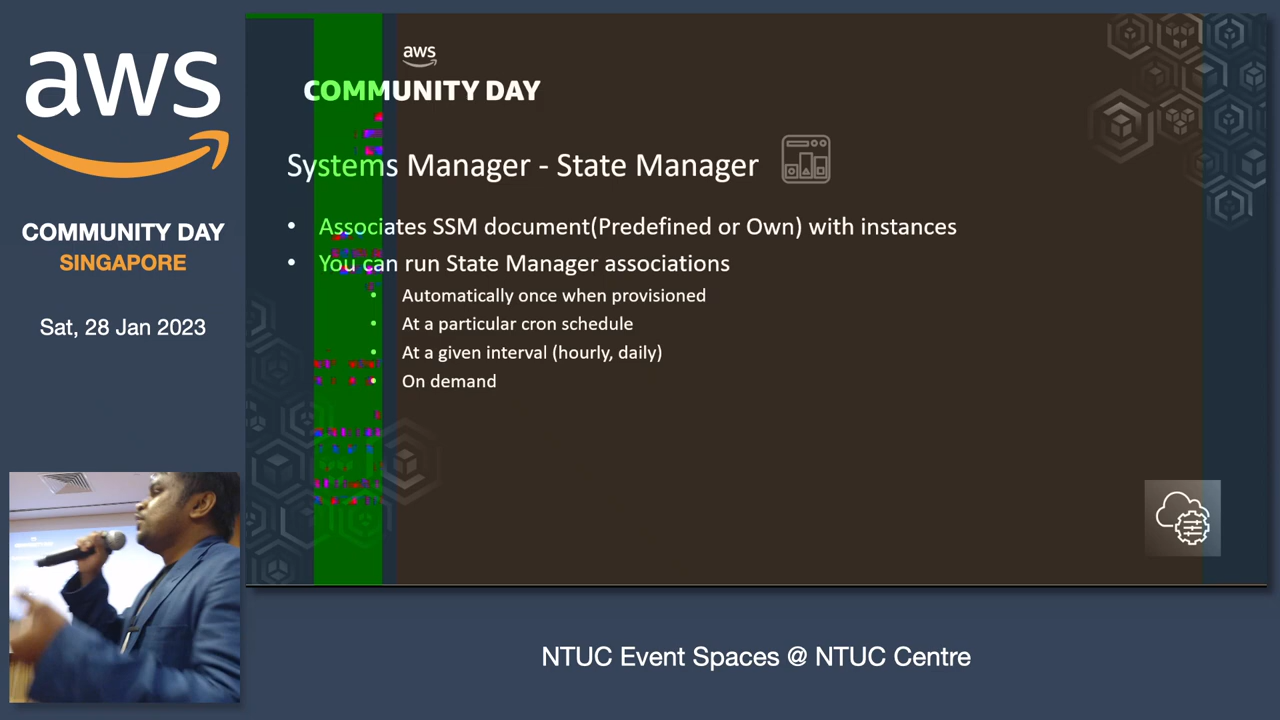 aws
COMMUNITY DAY
SINGAPORE
Sat, 28 Jan 2023
aws
COMMUNITY DAY
Systems Manager - State Manager
• Associates SSM document(Predefined or Own) with instances
• You can run State Manager associations
• Automatically once when provisioned
• At a particular cron schedule
• At a given interval (hourly, daily)
• On demand
NTUC Event Spaces @ NTUC Centre